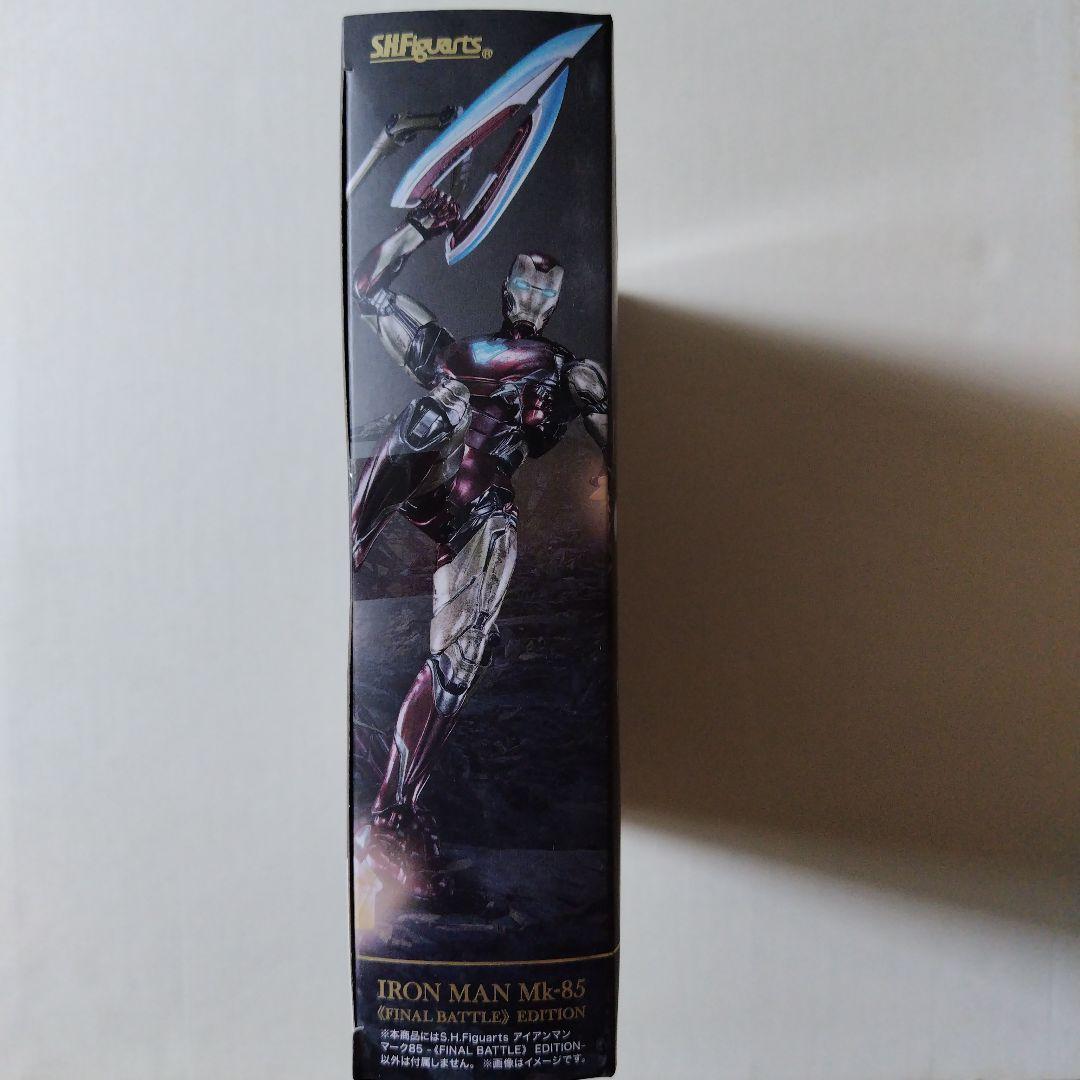 S.H.Figuarts®
IRON MAN Mk-85
《FINAL BATTLE》 EDITION
※本商品にはS.H.Figuarts アイアンマン
マーク85 -《FINAL BATTLE》 EDITION-
以外は付属しません。 ※画像はイメージです。